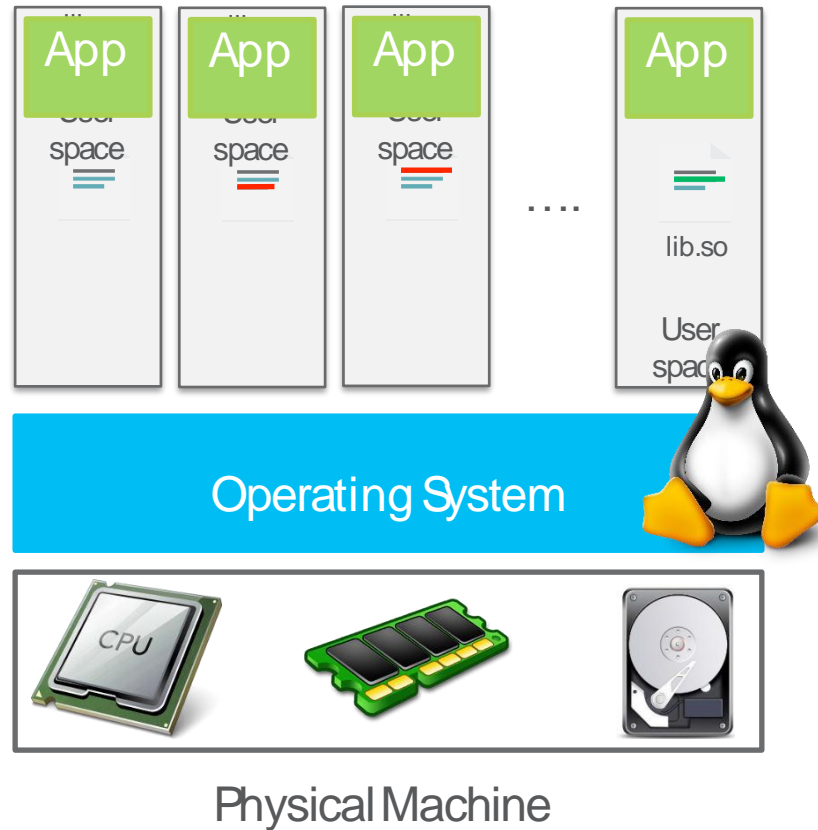 App App App App
space space space
....
lib.so
User
Operating System
CPU
Physical Machine